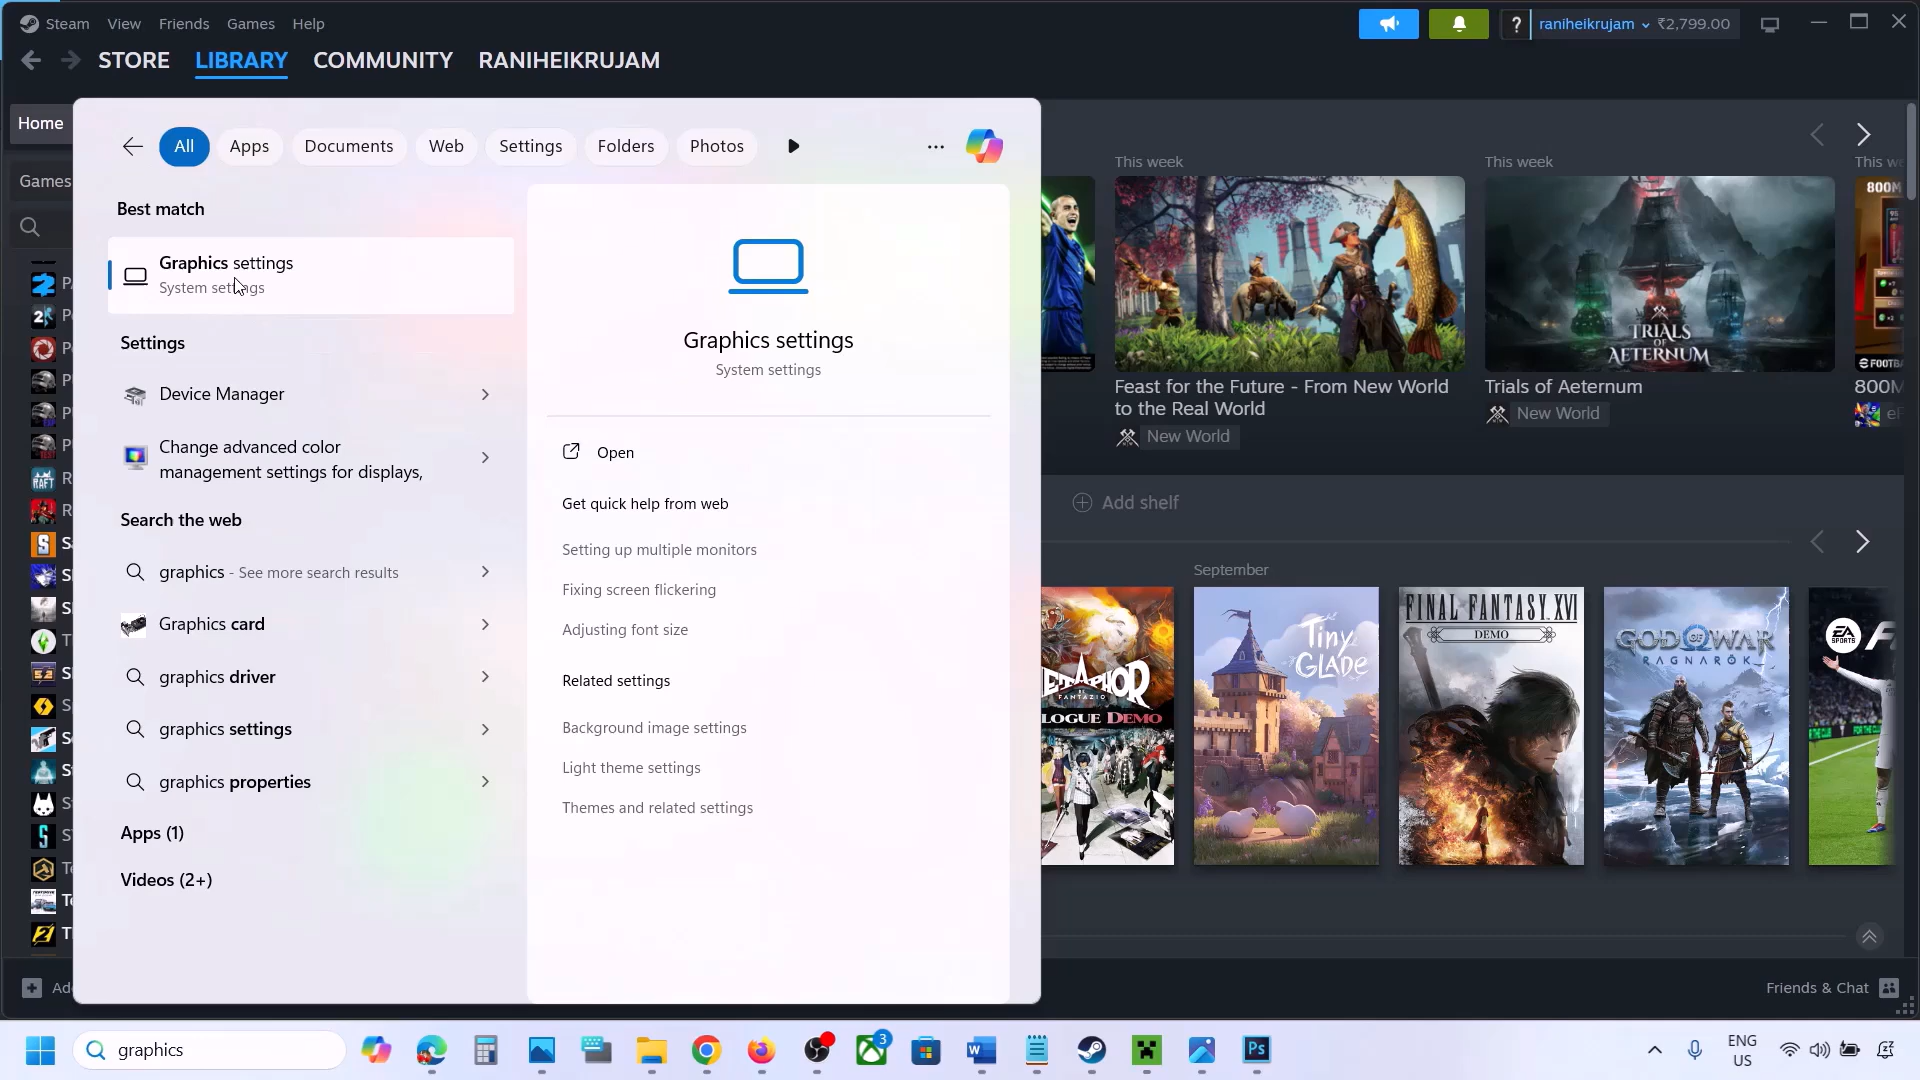 Steam View Friends Games Help
? raniheikrujam ₹2,799.00
STORE LIBRARY COMMUNITY RANIHEIKRUJAM
Home
Games
All Apps Documents Web Settings Folders Photos
Best match
Graphics settings
System settings
Settings
Device Manager
Change advanced color
management settings for displays,
Search the web
graphics - See more search results
Graphics card
graphics driver
graphics settings
graphics properties
Apps (1)
Videos (2+)
Graphics settings
System settings
Open
Get quick help from web
Setting up multiple monitors
Fixing screen flickering
Adjusting font size
Related settings
Background image settings
Light theme settings
Themes and related settings
This week
This week
Feast for the Future - From New World
to the Real World
New World
TRIALS
OF
AETERNUM
Trials of Aeternum
New World
800M
Add shelf
September
DEMO
Tiny
Glade
FINAL FANTASY XVI
DEMO
GOD OF WAR
RAGNARÖK
EA
SPORTS
Friends & Chat
graphics
3
W
Ps
ENG
US